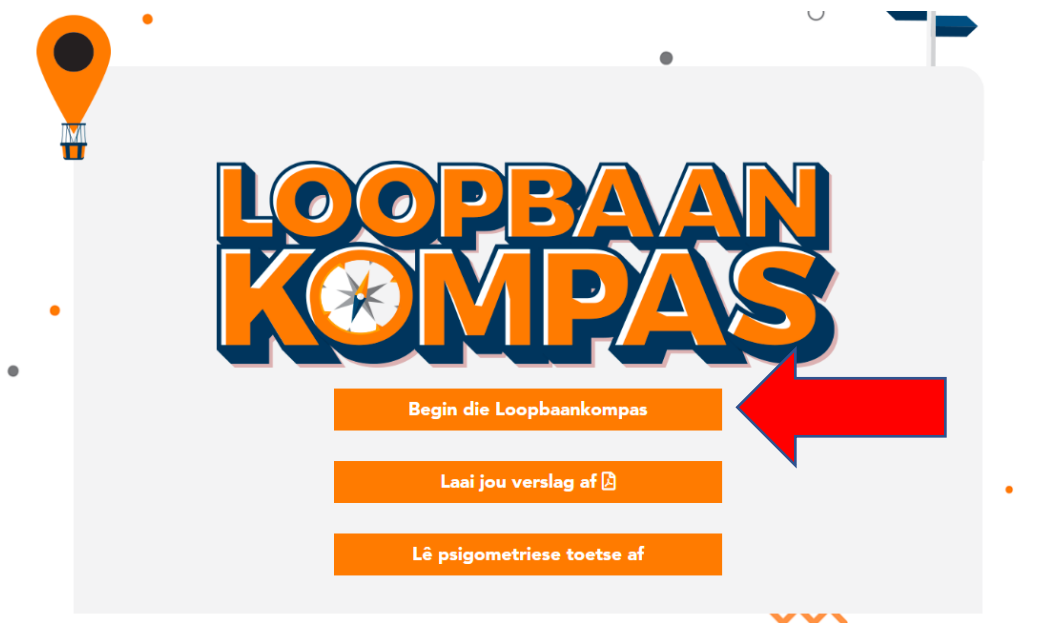 LOOPBAAN
KOMPAS
Begin die Loopbaankompas
Laai jou verslag af
Lê psigometriese toetse af